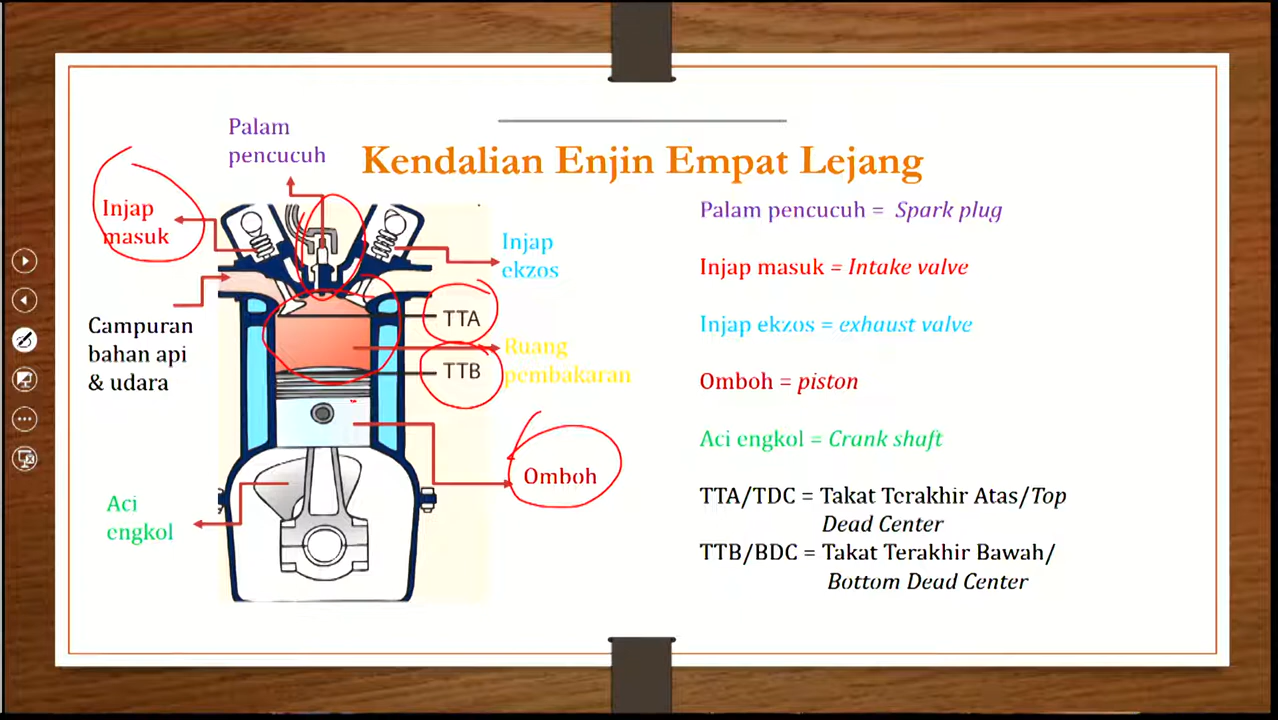 Kendalian Enjin Empat Lejang
Palam
pencucuh
Injap
masuk
Injap
ekzos
Campuran
bahan api
& udara
TTA
Ruang
pembakaran
TTB
Omboh
Aci
engkol
Palam pencucuh = Spark plug
Injap masuk = Intake valve
Injap ekzos = exhaust valve
Omboh = piston
Aci engkol = Crank shaft
TTA/TDC = Takat Terakhir Atas/Top
Dead Center
TTB/BDC = Takat Terakhir Bawah/
Bottom Dead Center